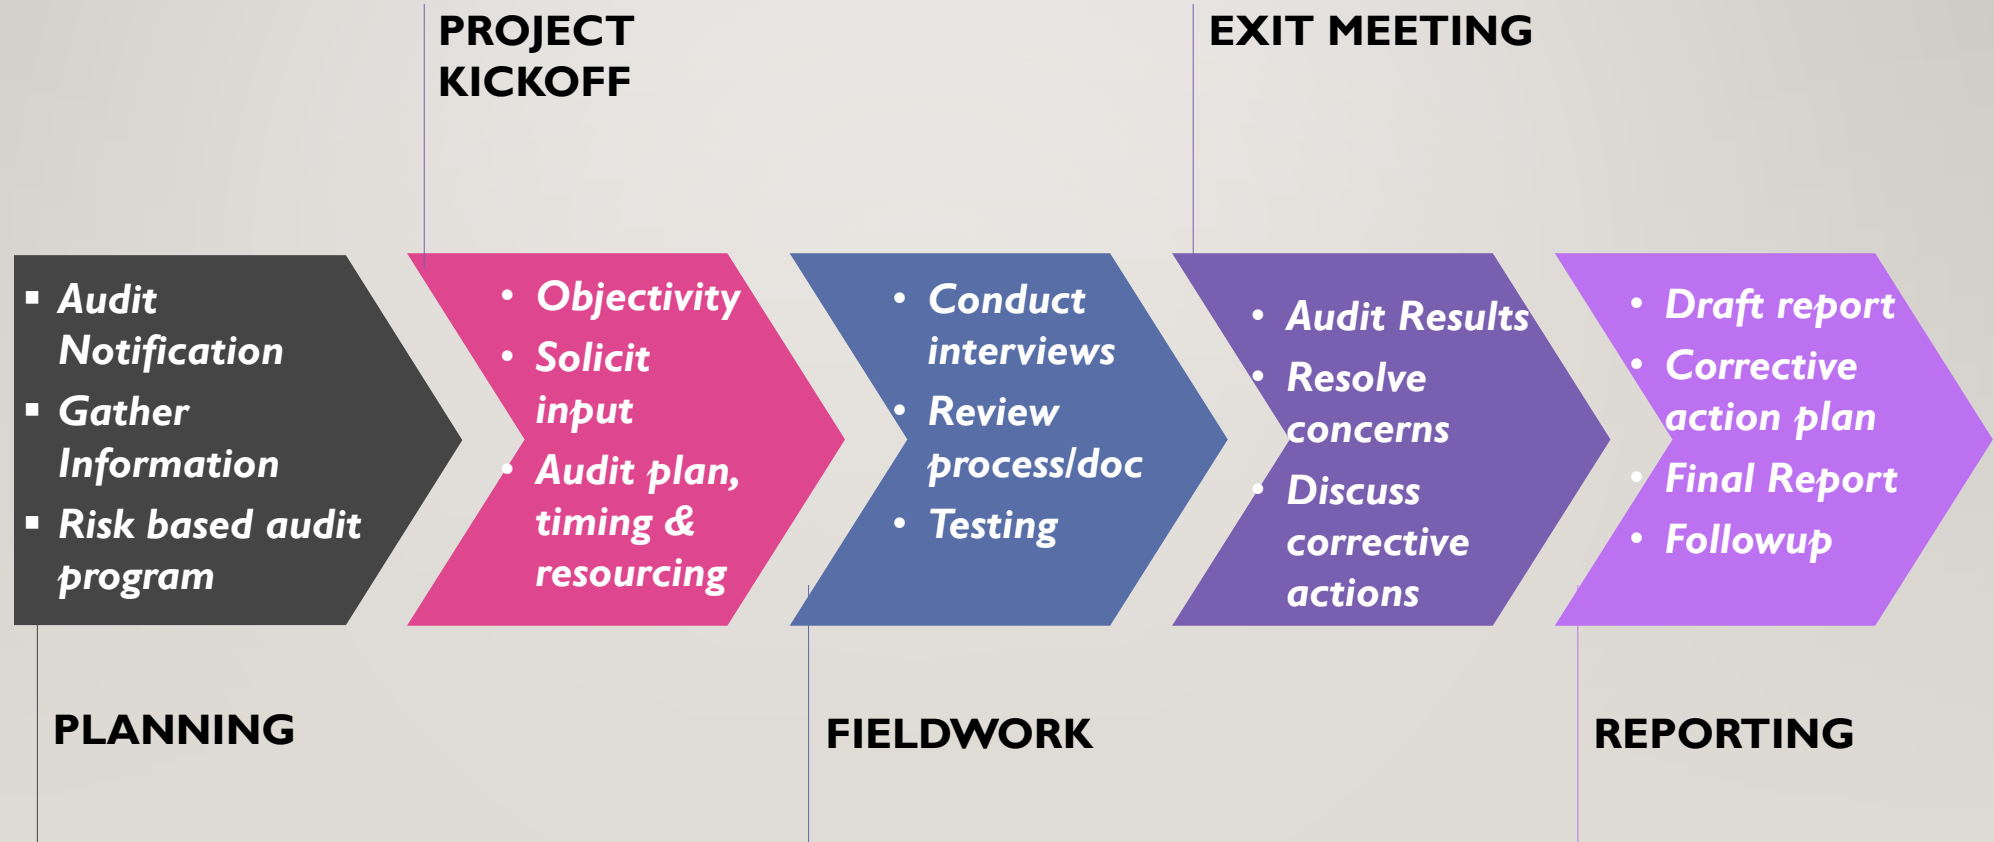 PROJECT
KICKOFF
EXIT MEETING
▪ Audit
Notification
▪ Gather
Information
▪ Risk based audit
program
• Objectivity
• Solicit
input
• Audit plan,
timing &
resourcing
• Conduct
interviews
• Review
process/doc
• Testing
• Audit Results
• Resolve
concerns
• Discuss
corrective
actions
• Draft report
• Corrective
action plan
• Final Report
• Followup
PLANNING
FIELDWORK
REPORTING